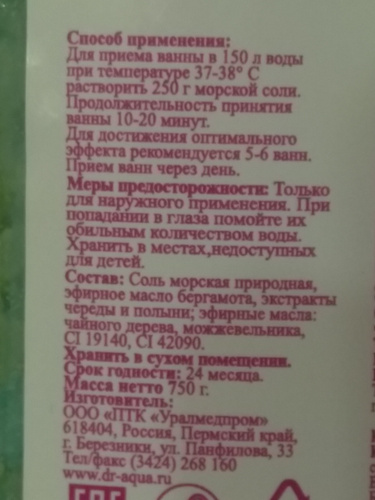 Способ применения:
Для приема ванны в 150 л воды
при температуре 37-38° С
растворить 250 г морской соли.
Продолжительность принятия
ванны 10-20 минут.
Для достижения оптимального
эффекта рекомендуется 5-6 ванн.
Прием ванн через день.
Меры предосторожности: Только
для наружного применения. При
попадании в глаза помойте их
обильным количеством воды.
Хранить в местах,недоступных
для детей.
Состав: Соль морская природная,
эфирное масло бергамота, экстракты
череды и полыни; эфирные масла:
чайного дерева, можжевельника,
CI 19140, CI 42090.
Хранить в сухом помещении.
Срок годности: 24 месяца.
Масса нетто 750 г.
Изготовитель:
ООО «ПТК «Уралмедпром»
618404, Россия, Пермский край,
г. Березники, ул. Панфилова, 33
Тел/факс (3424) 268 160
www.dr-aqua.ru
EAC